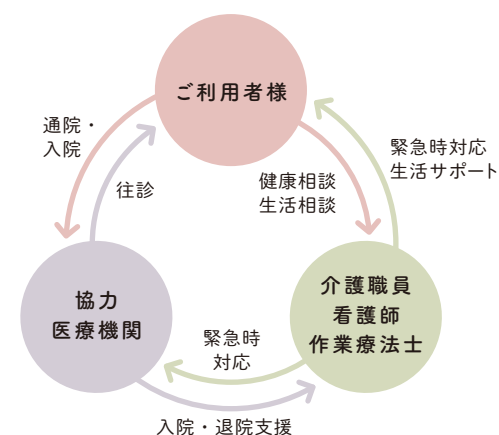 ご利用者様
通院・
入院
往診
健康相談
生活相談
緊急時対応
生活サポート
協力
医療機関
介護職員
看護師
作業療法士
緊急時
対応
入院・退院支援